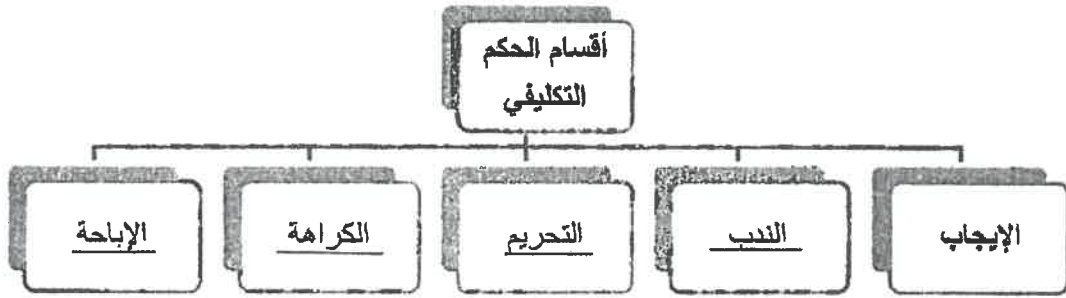 أقسام الحكم
التكليفي
الإيجاب
الندب
التحريم
الكراهة
الإباحة